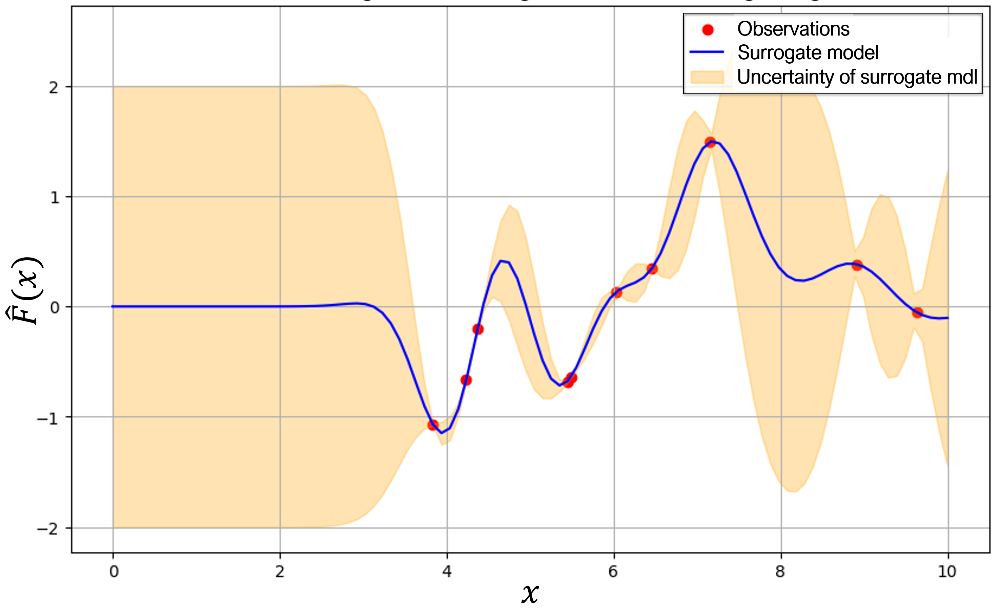 Observations
Surrogate model
Uncertainty of surrogate mdl
2
1
0
−1
−2
F̂(x)
0 2 4 6 8 10
x